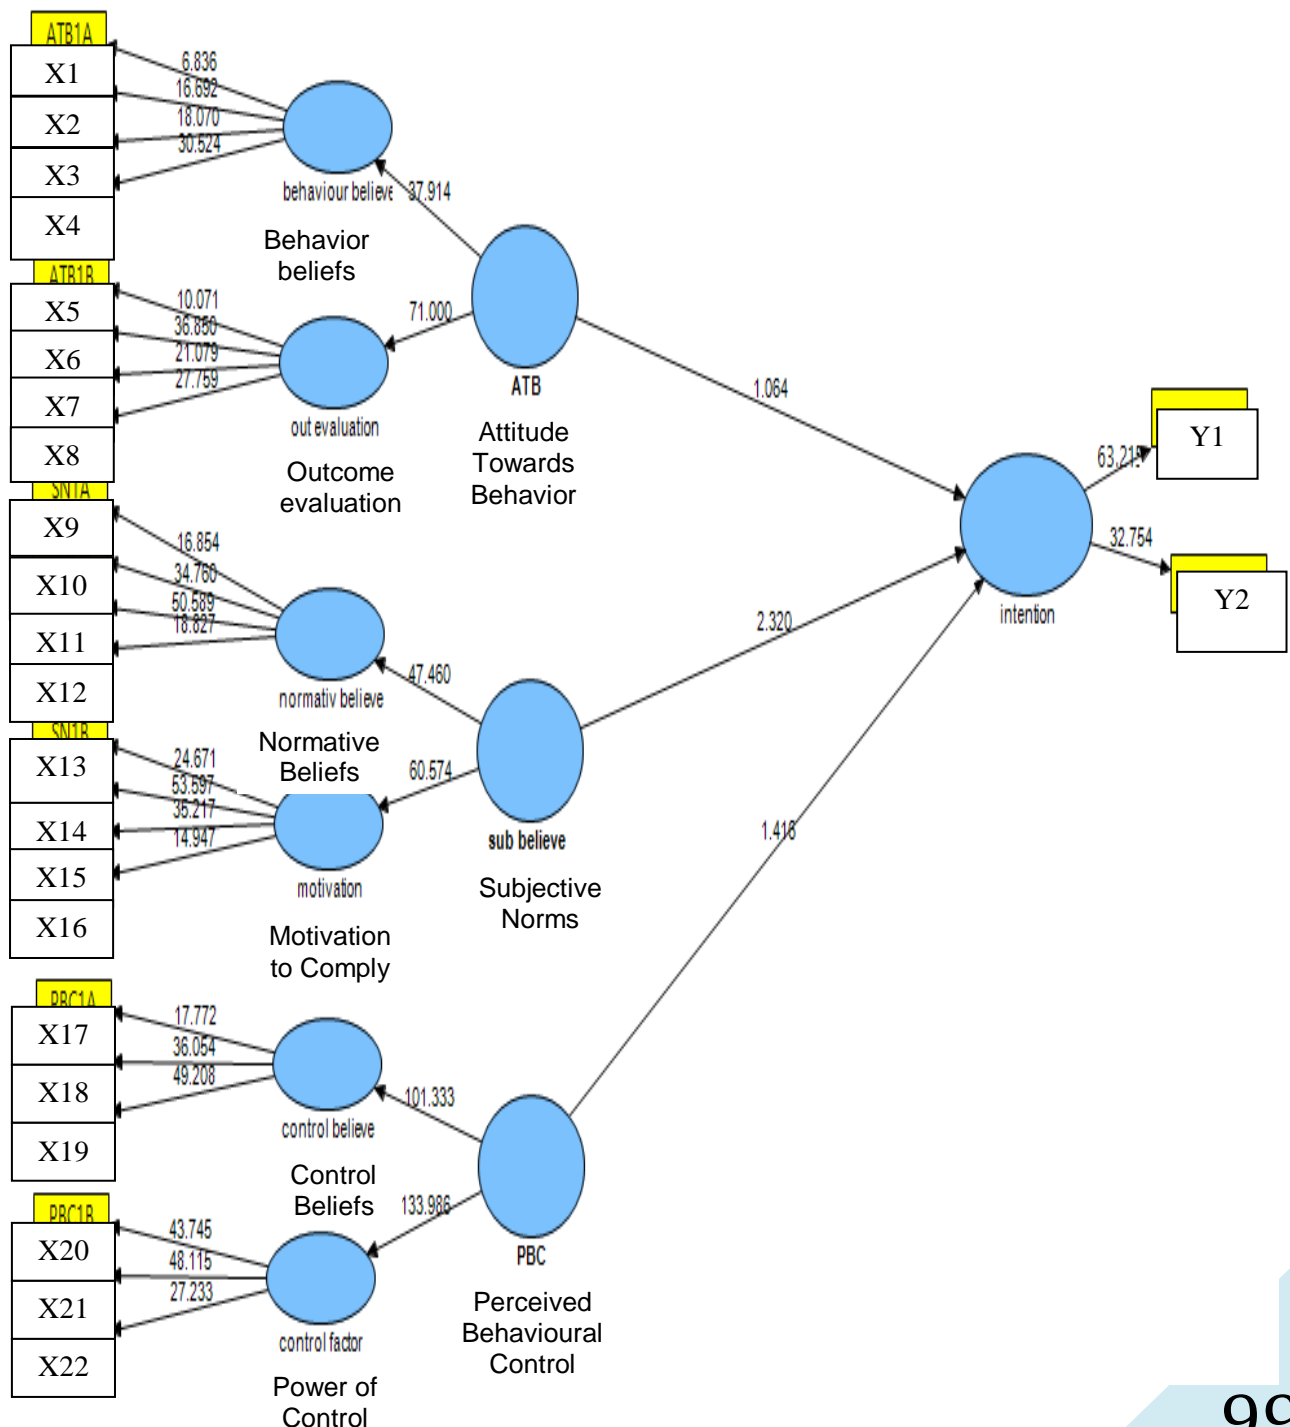 ATB1A
X1
X2
X3
X4
6.836
16.692
18.070
30.524
behaviour believe
Behavior
beliefs
37.914
ATB1B
X5
X6
X7
X8
10.071
36.850
21.079
27.759
out evaluation
Outcome
evaluation
71.000
ATB
Attitude
Towards
Behavior
1.064
SN1A
X9
X10
X11
X12
16.854
34.760
50.589
18.827
normativ believe
Normative
Beliefs
47.460
SN1B
X13
X14
X15
X16
24.671
53.597
35.217
14.947
motivation
Motivation
to Comply
60.574
sub believe
Subjective
Norms
2.320
PBC1A
X17
X18
X19
17.772
36.054
49.208
control believe
Control
Beliefs
101.333
PBC1B
X20
X21
X22
43.745
48.115
27.233
control factor
Power of
Control
133.986
PBC
Perceived
Behavioural
Control
1.416
intention
63.215
Y1
32.754
Y2
99